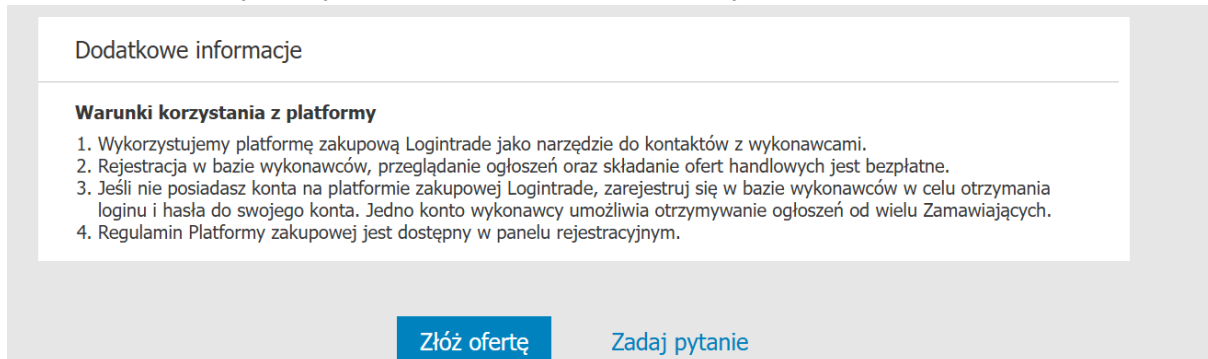 Dodatkowe informacje
Warunki korzystania z platformy
1. Wykorzystujemy platformę zakupową Logintrade jako narzędzie do kontaktów z wykonawcami.
2. Rejestracja w bazie wykonawców, przeglądanie ogłoszeń oraz składanie ofert handlowych jest bezpłatne.
3. Jeśli nie posiadasz konta na platformie zakupowej Logintrade, zarejestruj się w bazie wykonawców w celu otrzymania
loginu i hasła do swojego konta. Jedno konto wykonawcy umożliwia otrzymywanie ogłoszeń od wielu Zamawiających.
4. Regulamin Platformy zakupowej jest dostępny w panelu rejestracyjnym.
Złóż ofertę Zadaj pytanie